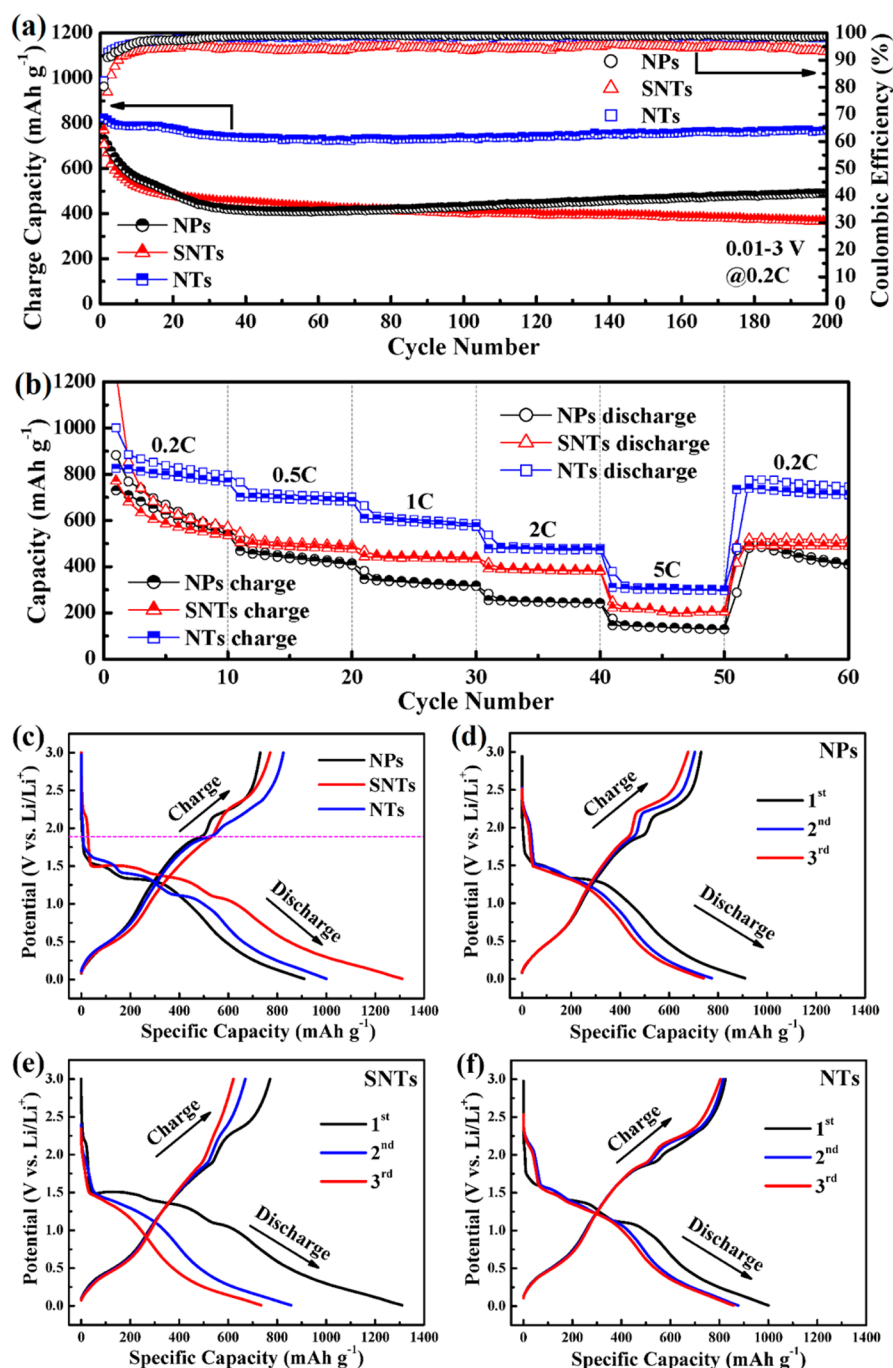 (a)
1200
1000
800
600
400
200
0
Charge Capacity (mAh g⁻¹)
NPs
SNTs
NTs
NPs
SNTs
NTs
0.01-3 V
@0.2C
100
90
80
70
60
50
40
30
20
10
0
Coulombic Efficiency (%)
0 20 40 60 80 100 120 140 160 180 200
Cycle Number
(b)
1200
1000
800
600
400
200
0
Capacity (mAh g⁻¹)
0.2C
0.5C
1C
2C
5C
0.2C
NPs discharge
SNTs discharge
NTs discharge
NPs charge
SNTs charge
NTs charge
0 10 20 30 40 50 60
Cycle Number
(c)
3.0
2.5
2.0
1.5
1.0
0.5
0.0
Potential (V vs. Li/Li⁺)
Charge
NPs
SNTs
NTs
Discharge
0 200 400 600 800 1000 1200 1400
Specific Capacity (mAh g⁻¹)
(d)
NPs
3.0
2.5
2.0
1.5
1.0
0.5
0.0
Potential (V vs. Li/Li⁺)
Charge
1ˢᵗ
2ⁿᵈ
3ʳᵈ
Discharge
0 200 400 600 800 1000 1200 1400
Specific Capacity (mAh g⁻¹)
(e)
SNTs
3.0
2.5
2.0
1.5
1.0
0.5
0.0
Potential (V vs. Li/Li⁺)
Charge
1ˢᵗ
2ⁿᵈ
3ʳᵈ
Discharge
0 200 400 600 800 1000 1200 1400
Specific Capacity (mAh g⁻¹)
(f)
NTs
3.0
2.5
2.0
1.5
1.0
0.5
0.0
Potential (V vs. Li/Li⁺)
Charge
1ˢᵗ
2ⁿᵈ
3ʳᵈ
Discharge
0 200 400 600 800 1000 1200 1400
Specific Capacity (mAh g⁻¹)